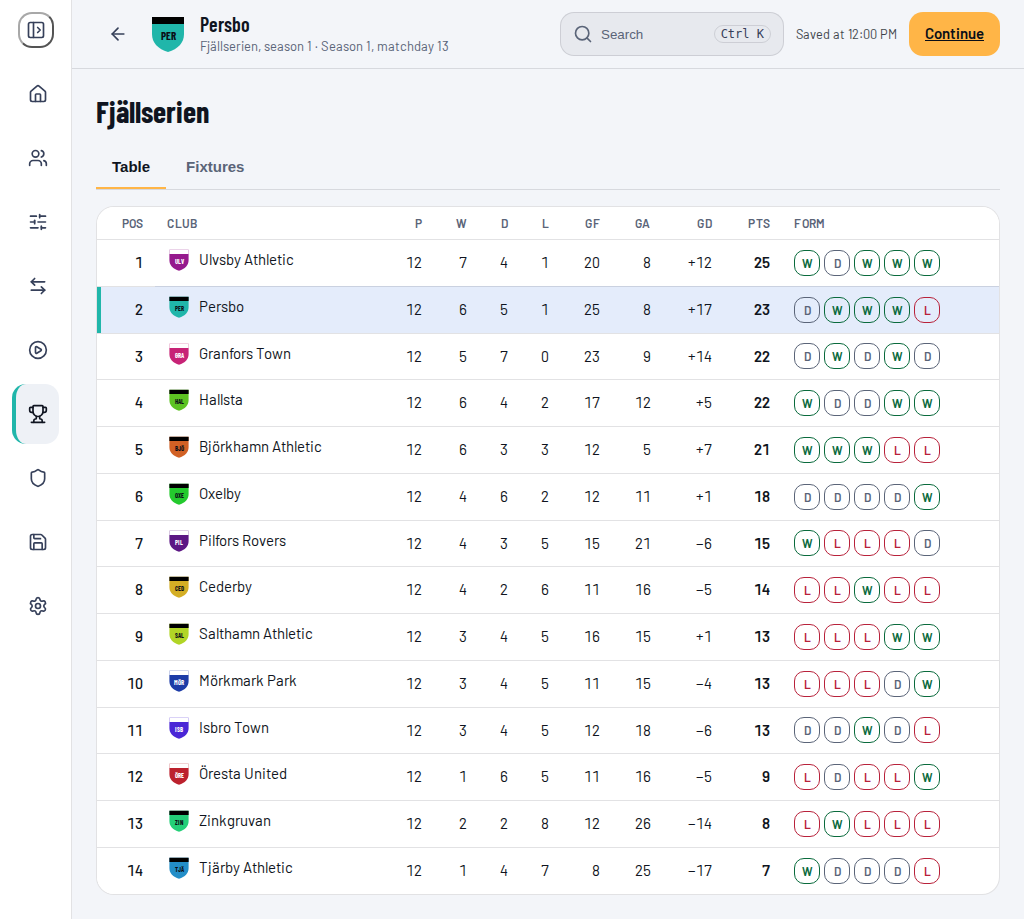 PER
Persbo
Fjällserien, season 1 · Season 1, matchday 13
Search
Ctrl K
Saved at 12:00 PM
Continue
Fjällserien
Table Fixtures
POS CLUB P W D L GF GA GD PTS FORM
1 ULV Ulvsby Athletic 12 7 4 1 20 8 +12 25 W D W W W
2 PER Persbo 12 6 5 1 25 8 +17 23 D W W W L
3 GRA Granfors Town 12 5 7 0 23 9 +14 22 D W D W D
4 HAL Hallsta 12 6 4 2 17 12 +5 22 W D D W W
5 BJÖ Björkhamn Athletic 12 6 3 3 12 5 +7 21 W W W L L
6 OXE Oxelby 12 4 6 2 12 11 +1 18 D D D D W
7 PIL Pilfors Rovers 12 4 3 5 15 21 −6 15 W L L L D
8 CED Cederby 12 4 2 6 11 16 −5 14 L L W L L
9 SAL Salthamn Athletic 12 3 4 5 16 15 +1 13 L L L W W
10 MÖR Mörkmark Park 12 3 4 5 11 15 −4 13 L L L D W
11 ISB Isbro Town 12 3 4 5 12 18 −6 13 D D W D L
12 ÖRE Öresta United 12 1 6 5 11 16 −5 9 L D L L W
13 ZIN Zinkgruvan 12 2 2 8 12 26 −14 8 L W L L L
14 TJÄ Tjärby Athletic 12 1 4 7 8 25 −17 7 W D D D L